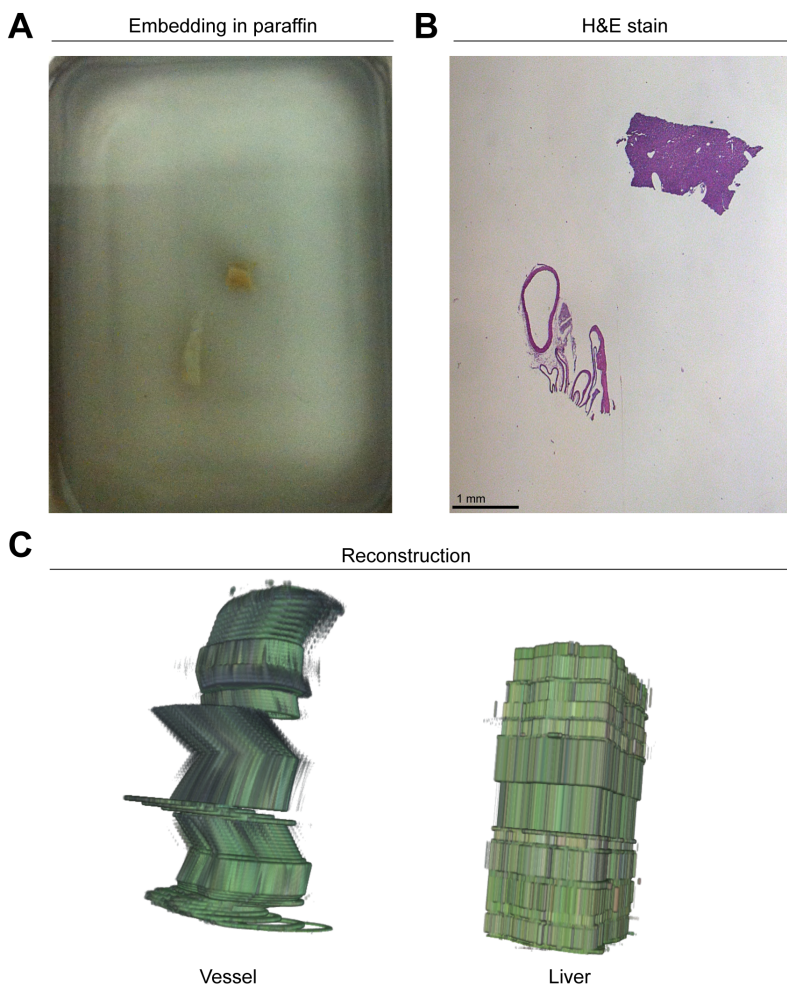 A
Embedding in paraffin
B
H&E stain
1 mm
C
Reconstruction
Vessel
Liver